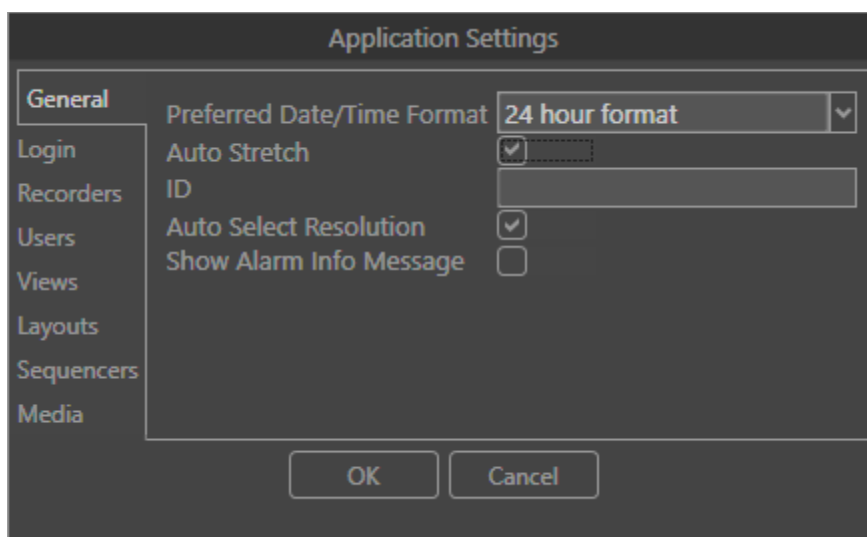 Application Settings
General
Login
Recorders
Users
Views
Layouts
Sequencers
Media
Preferred Date/Time Format 24 hour format
Auto Stretch
ID
Auto Select Resolution
Show Alarm Info Message
OK
Cancel